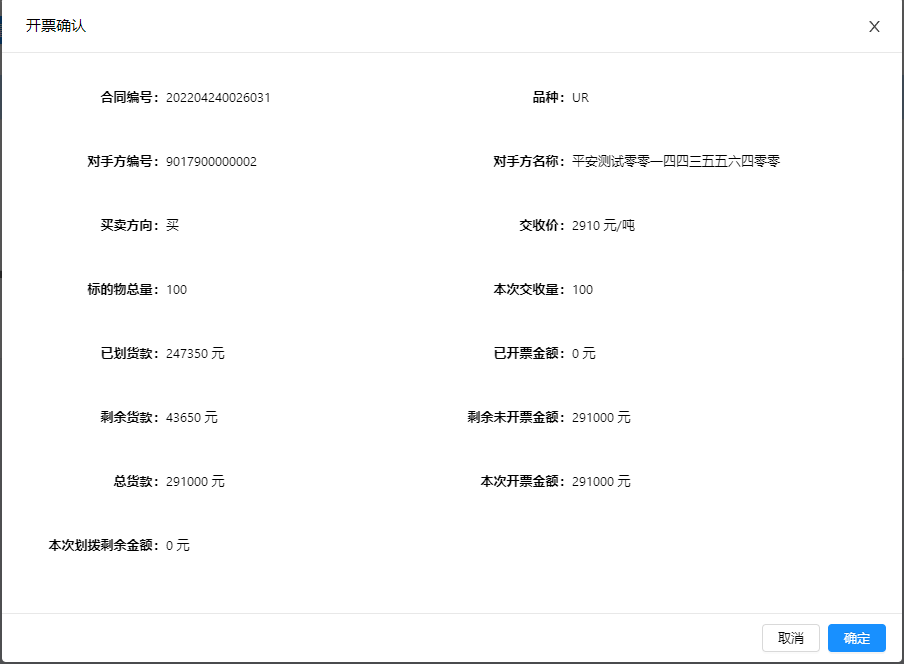 开票确认
合同编号：202204240026031
品种：UR
对手方编号：9017900000002
对手方名称：平安测试零零一四四三五五六四零零
买卖方向：买
交收价：2910 元/吨
标的物总量：100
本次交收量：100
已划货款：247350 元
已开票金额：0 元
剩余货款：43650 元
剩余未开票金额：291000 元
总货款：291000 元
本次开票金额：291000 元
本次划拨剩余金额：0 元
取消
确定